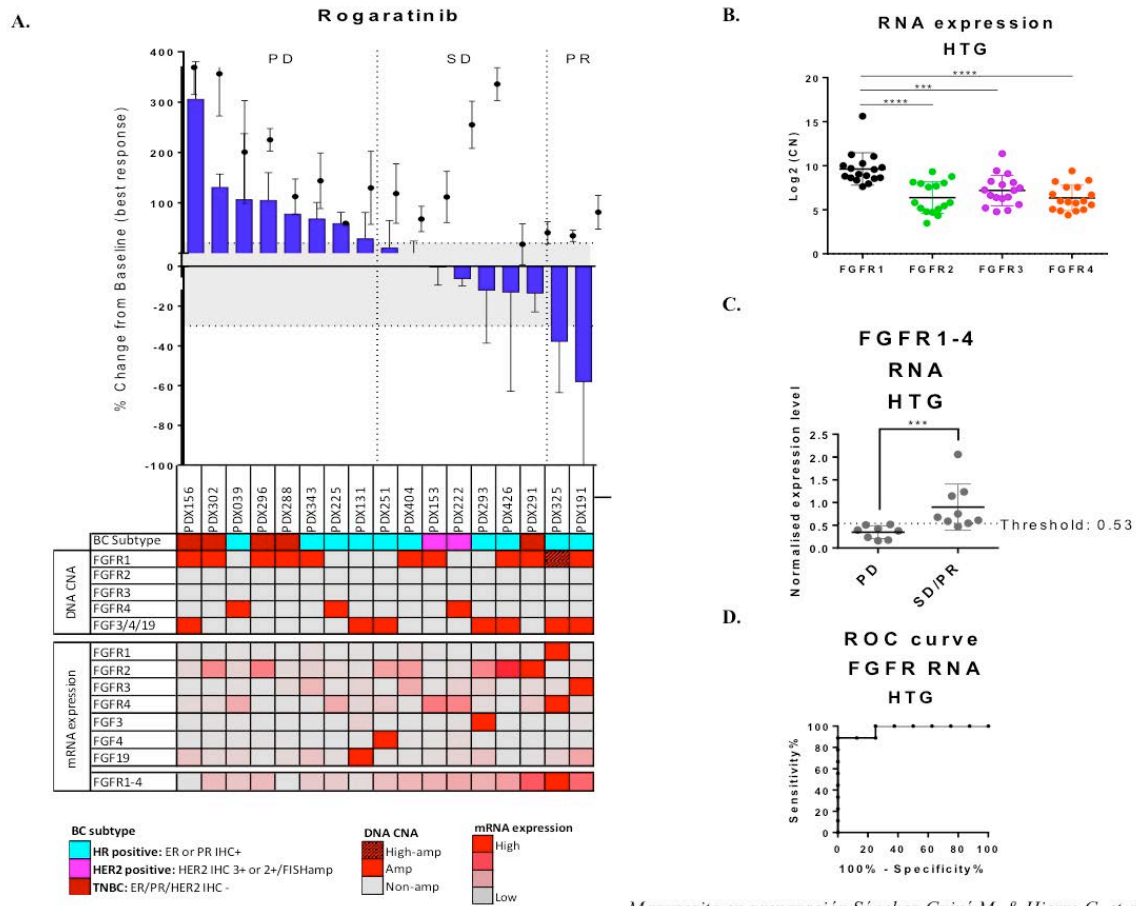 A.
Rogaratinib
PD
SD
PR
% Change from Baseline (best response)
400
300
200
100
0
-20
-40
-60
-80
-100
PDX156
PDX302
PDX039
PDX296
PDX288
PDX343
PDX225
PDX131
PDX251
PDX404
PDX153
PDX222
PDX293
PDX426
PDX291
PDX325
PDX191
BC Subtype
DNA CNA
FGFR1
FGFR2
FGFR3
FGFR4
FGF3/4/19
mRNA expression
FGFR1
FGFR2
FGFR3
FGFR4
FGF3
FGF4
FGF19
FGFR1-4
BC subtype
HR positive: ER or PR IHC+
HER2 positive: HER2 IHC 3+ or 2+/FISHamp
TNBC: ER/PR/HER2 IHC -
DNA CNA
High-amp
Amp
Non-amp
mRNA expression
High
Low
B.
RNA expression
HTG
****
***
****
Log2 (CN)
20
15
10
5
0
FGFR1
FGFR2
FGFR3
FGFR4
C.
FGFR1-4
RNA
HTG
***
Normalised expression level
2.5
2.0
1.5
1.0
0.5
0.0
Threshold: 0.53
PD
SD/PR
D.
ROC curve
FGFR RNA
HTG
Sensitivity%
100
80
60
40
20
0
0
20
40
60
80
100
100% - Specificity%